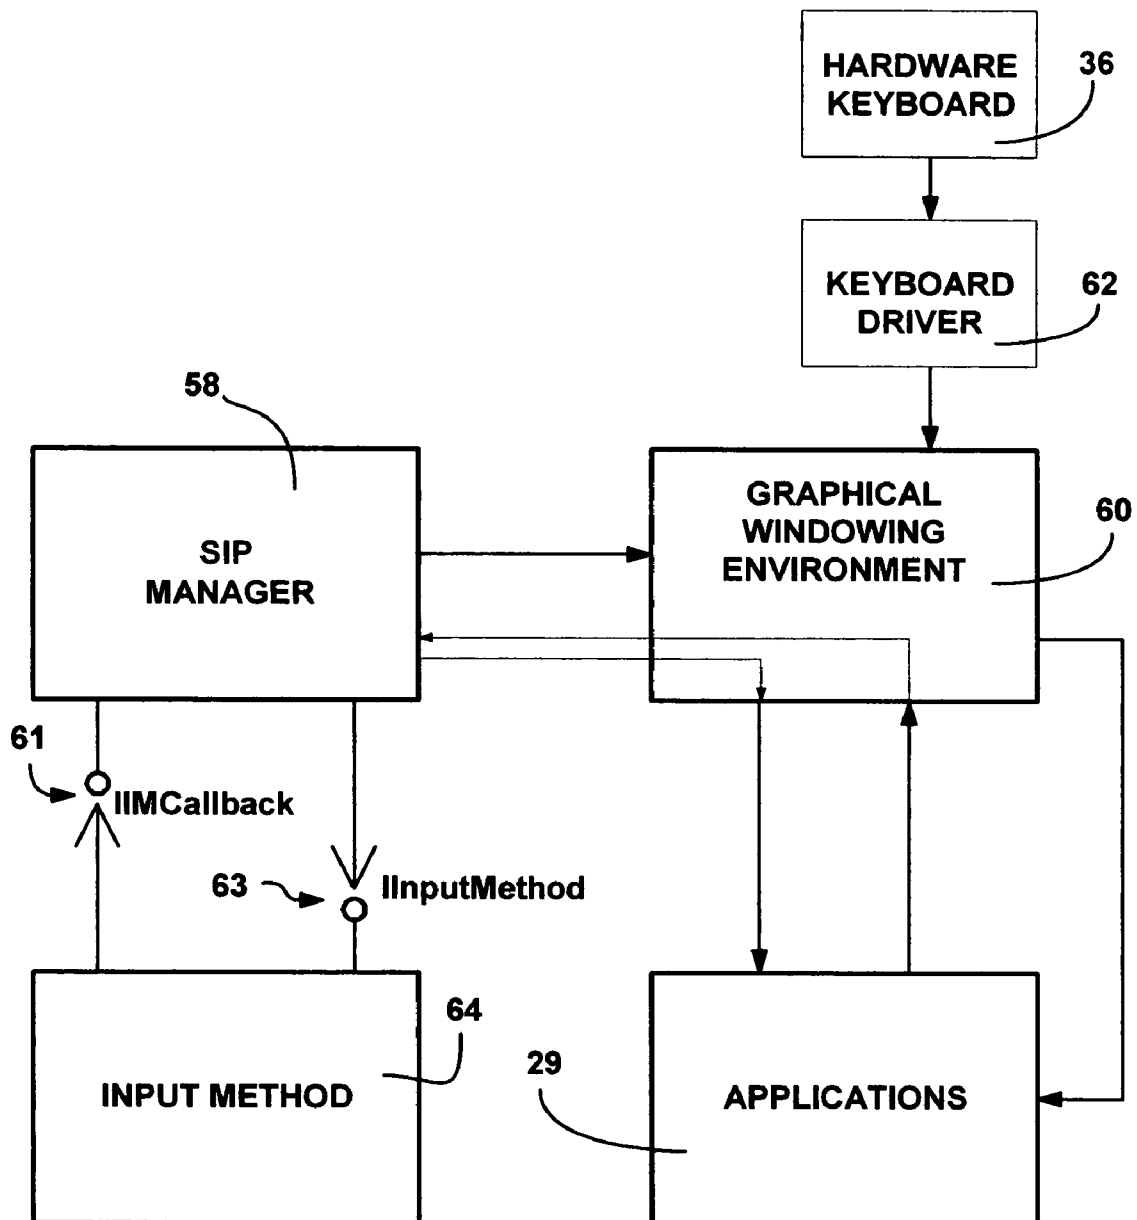 HARDWARE
KEYBOARD
36
KEYBOARD
DRIVER
62
58
SIP
MANAGER
GRAPHICAL
WINDOWING
ENVIRONMENT
60
61
IIMCallback
63
IInputMethod
64
INPUT METHOD
29
APPLICATIONS